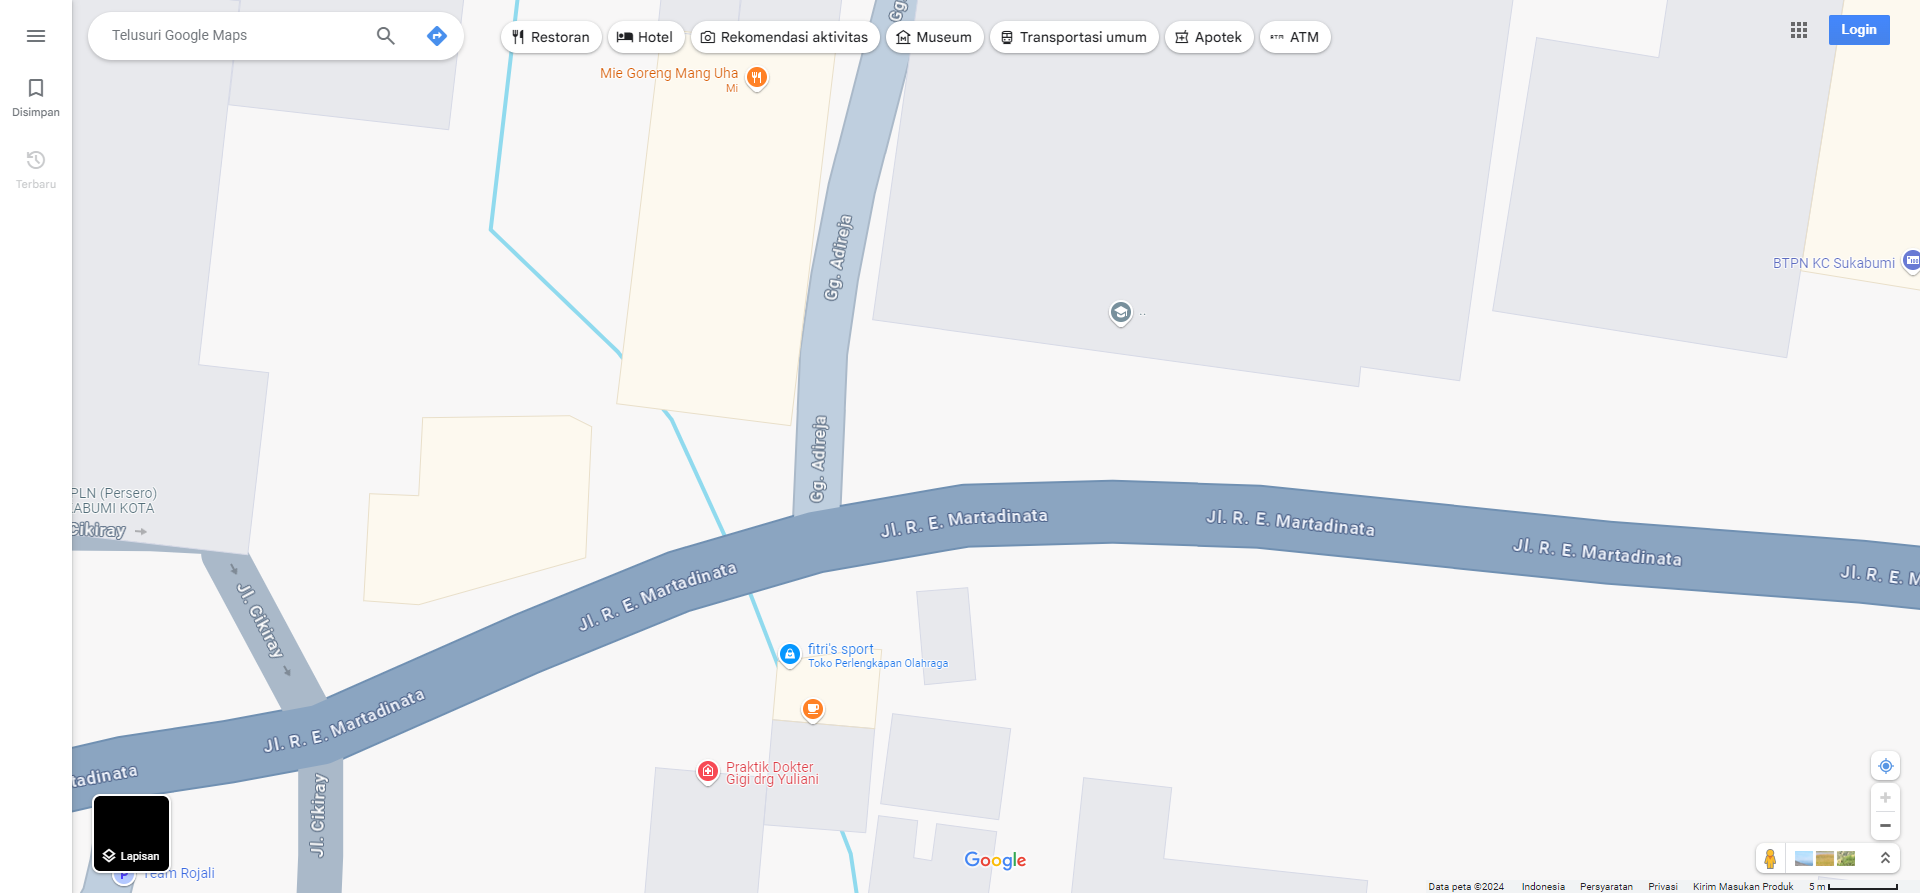 Telusuri Google Maps
Restoran
Hotel
Rekomendasi aktivitas
Museum
Transportasi umum
Apotek
ATM
Login
Disimpan
Terbaru
Gg.
Mie Goreng Mang Uha
Mi
Gg. Adireja
BTPN KC Sukabumi
..
Gg. Adireja
PLN (Persero)
ABUMI KOTA
Cikiray
Jl. R. E. Martadinata
Jl. R. E. Martadinata
Jl. R. E. Martadinata
Jl. R. E. M
Jl. R. E. Martadinata
Jl. Cikiray
fitri's sport
Toko Perlengkapan Olahraga
Jl. R. E. Martadinata
tadinata
Praktik Dokter
Gigi drg Yuliani
Jl. Cikiray
Lapisan
Team Rojali
Google
Data peta ©2024
Indonesia
Persyaratan
Privasi
Kirim Masukan Produk
5 m